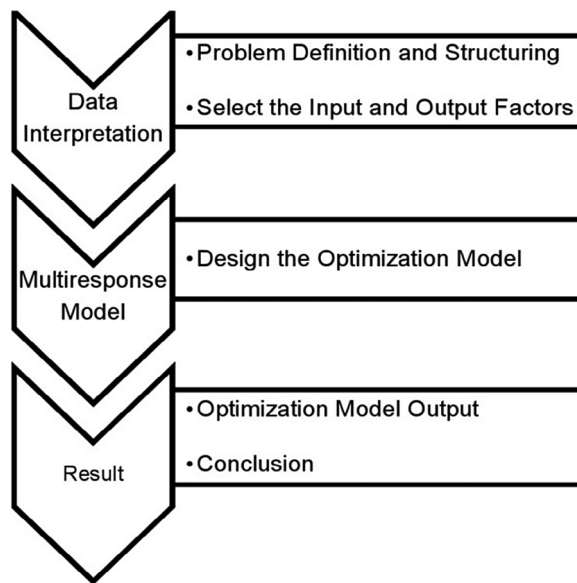 Data
Interpretation
•Problem Definition and Structuring
•Select the Input and Output Factors
Multiresponse
Model
•Design the Optimization Model
Result
•Optimization Model Output
•Conclusion